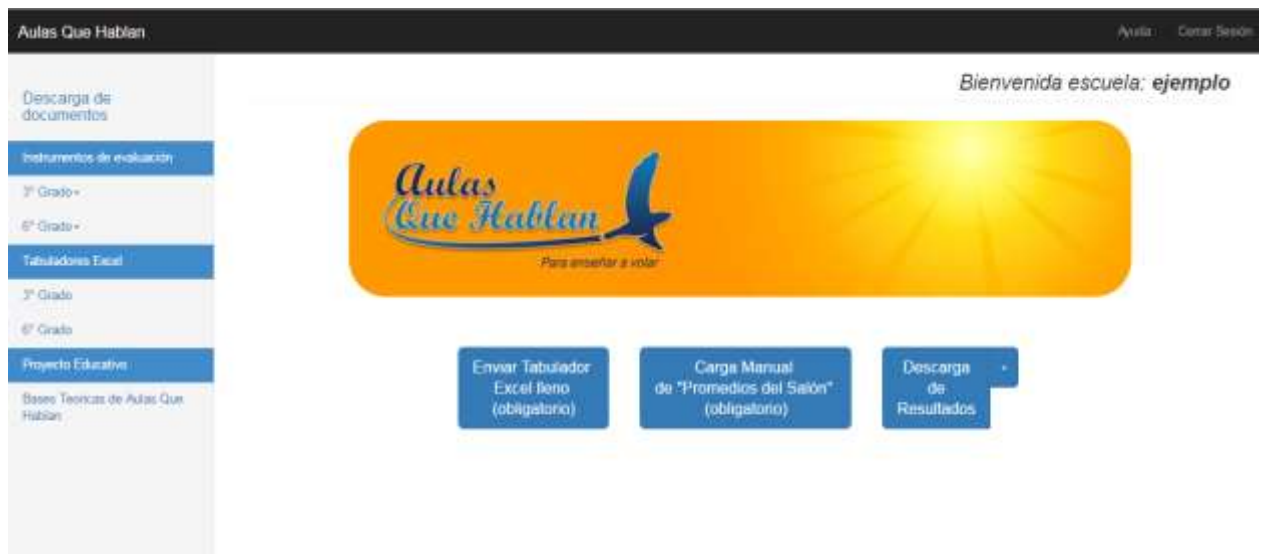 Aulas Que Hablan
Ayuda Cerrar Sesión
Bienvenida escuela: ejemplo
Descarga de
documentos
Instrumentos de evaluación
3° Grado
6° Grado
Tabuladores Excel
3° Grado
6° Grado
Proyecto Educativo
Bases Teoricas de Aulas Que
Hablan
Aulas
Que Hablan
Para enseñar a volar
Enviar Tabulador
Excel lleno
(obligatorio)
Carga Manual
de "Promedios del Salón"
(obligatorio)
Descarga
de
Resultados